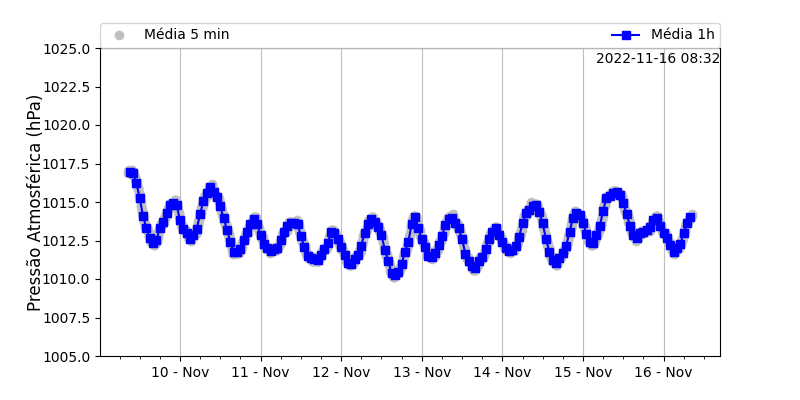 Média 5 min
Média 1h
2022-11-16 08:32
Pressão Atmosférica (hPa)
1025.0
1022.5
1020.0
1017.5
1015.0
1012.5
1010.0
1007.5
1005.0
10 - Nov
11 - Nov
12 - Nov
13 - Nov
14 - Nov
15 - Nov
16 - Nov